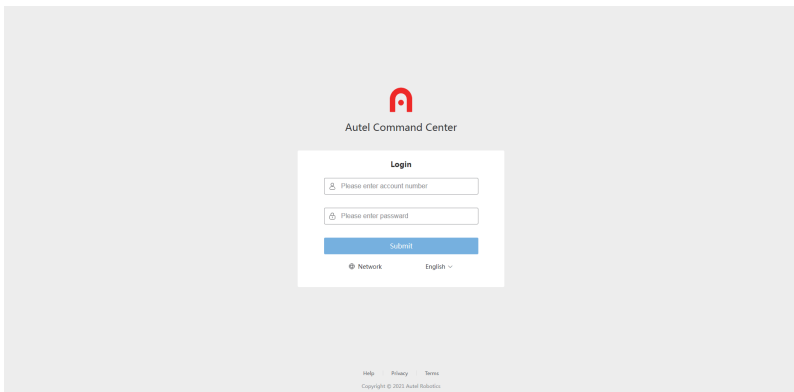 Autel Command Center
Login
Please enter account number
Please enter password
Submit
Network English
Help Privacy Terms
Copyright © 2023 Autel Robotics